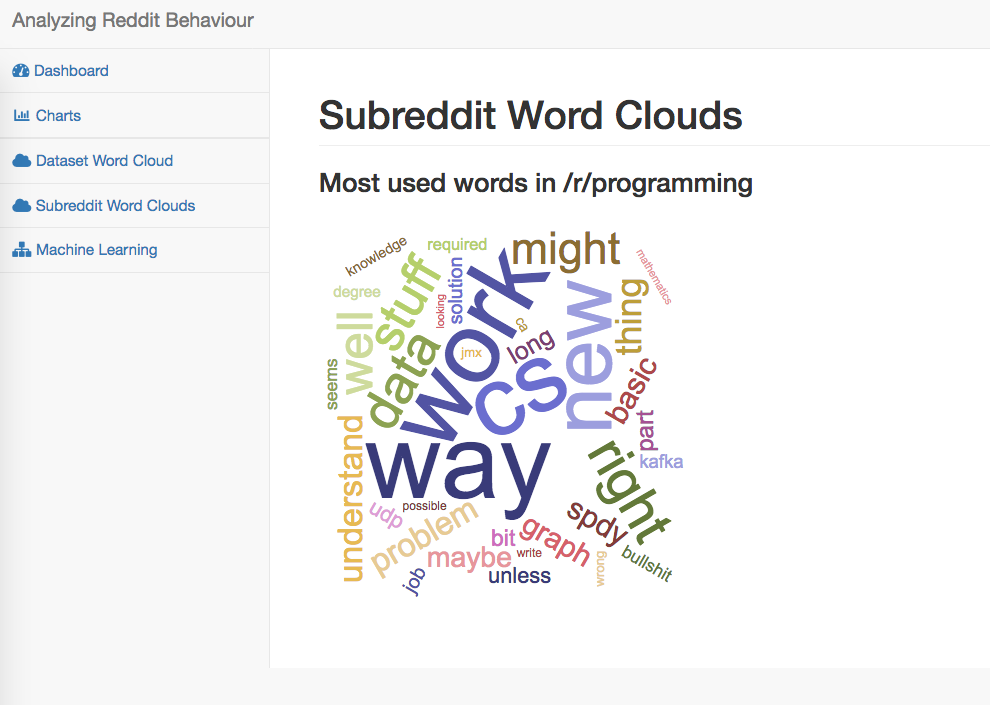 Analyzing Reddit Behaviour
Dashboard
Charts
Dataset Word Cloud
Subreddit Word Clouds
Machine Learning
Subreddit Word Clouds
Most used words in /r/programming
knowledge
required
might
mathematics
degree
stuff
looking
solution
work
new
thing
well
ca
jmx
long
data
seems
cs
basic
part
kafka
understand
way
right
possible
udp
problem
spdy
bit
graph
maybe
write
wrong
bullshit
job
unless